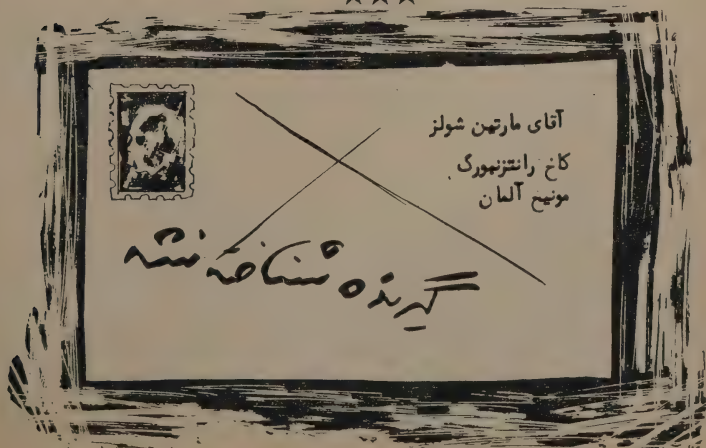 آقای مارتین شولز
کاخ رانتزنبورگ
مونیخ آلمان
گیرنده شناخته نشد